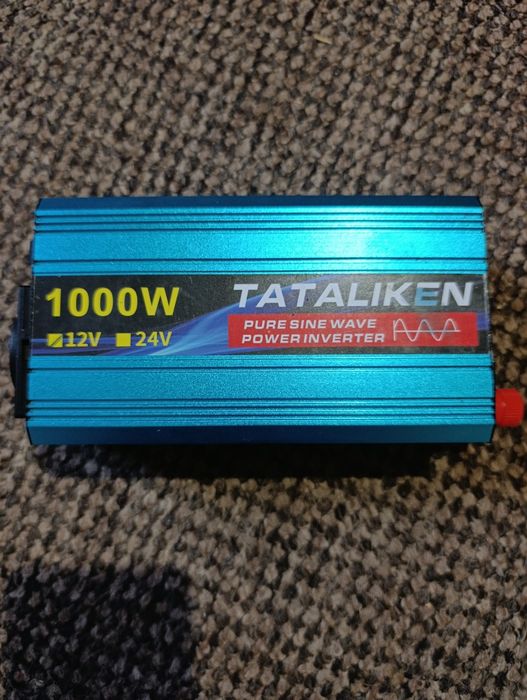 1000W
12V 24V
TATALIKEN
PURE SINE WAVE
POWER INVERTER